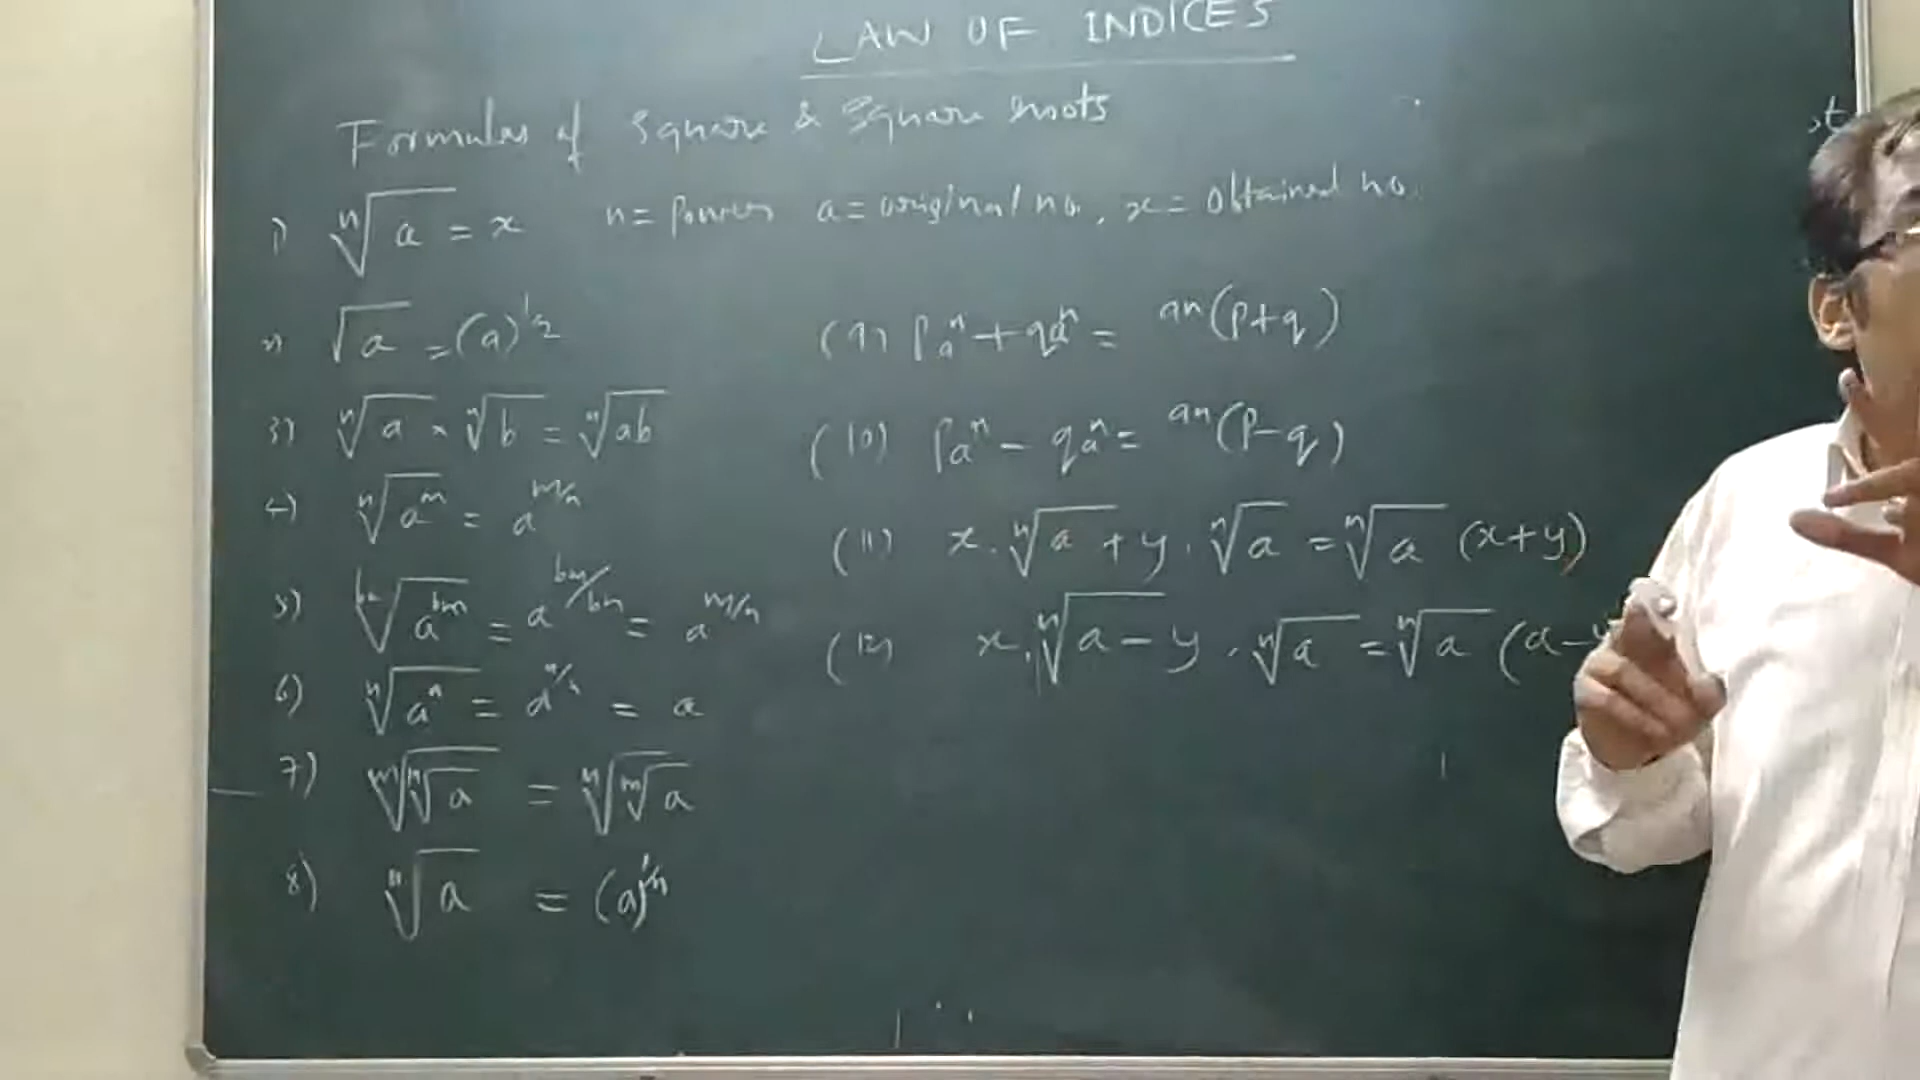 LAW OF INDICES
Formulas of square & square roots
1) ⁿ√a = x n = Power a = original no, x = obtained no.
2) √a = (a)^1/2
3) ⁿ√a × ⁿ√b = ⁿ√ab
4) ⁿ√a^m = a^m/n
5) ᵇⁿ√a^bm = a^bm/bn = a^m/n
6) ⁿ√aⁿ = a^n/n = a
7) ᵐ√ⁿ√a = ⁿ√ᵐ√a
8) ⁿ√a = (a)^1/n
(9) paⁿ + qaⁿ = an(p+q)
(10) paⁿ - qaⁿ = an(p-q)
(11) x.ⁿ√a + y.ⁿ√a = ⁿ√a (x+y)
(12) x.ⁿ√a - y.ⁿ√a = ⁿ√a (a-
st